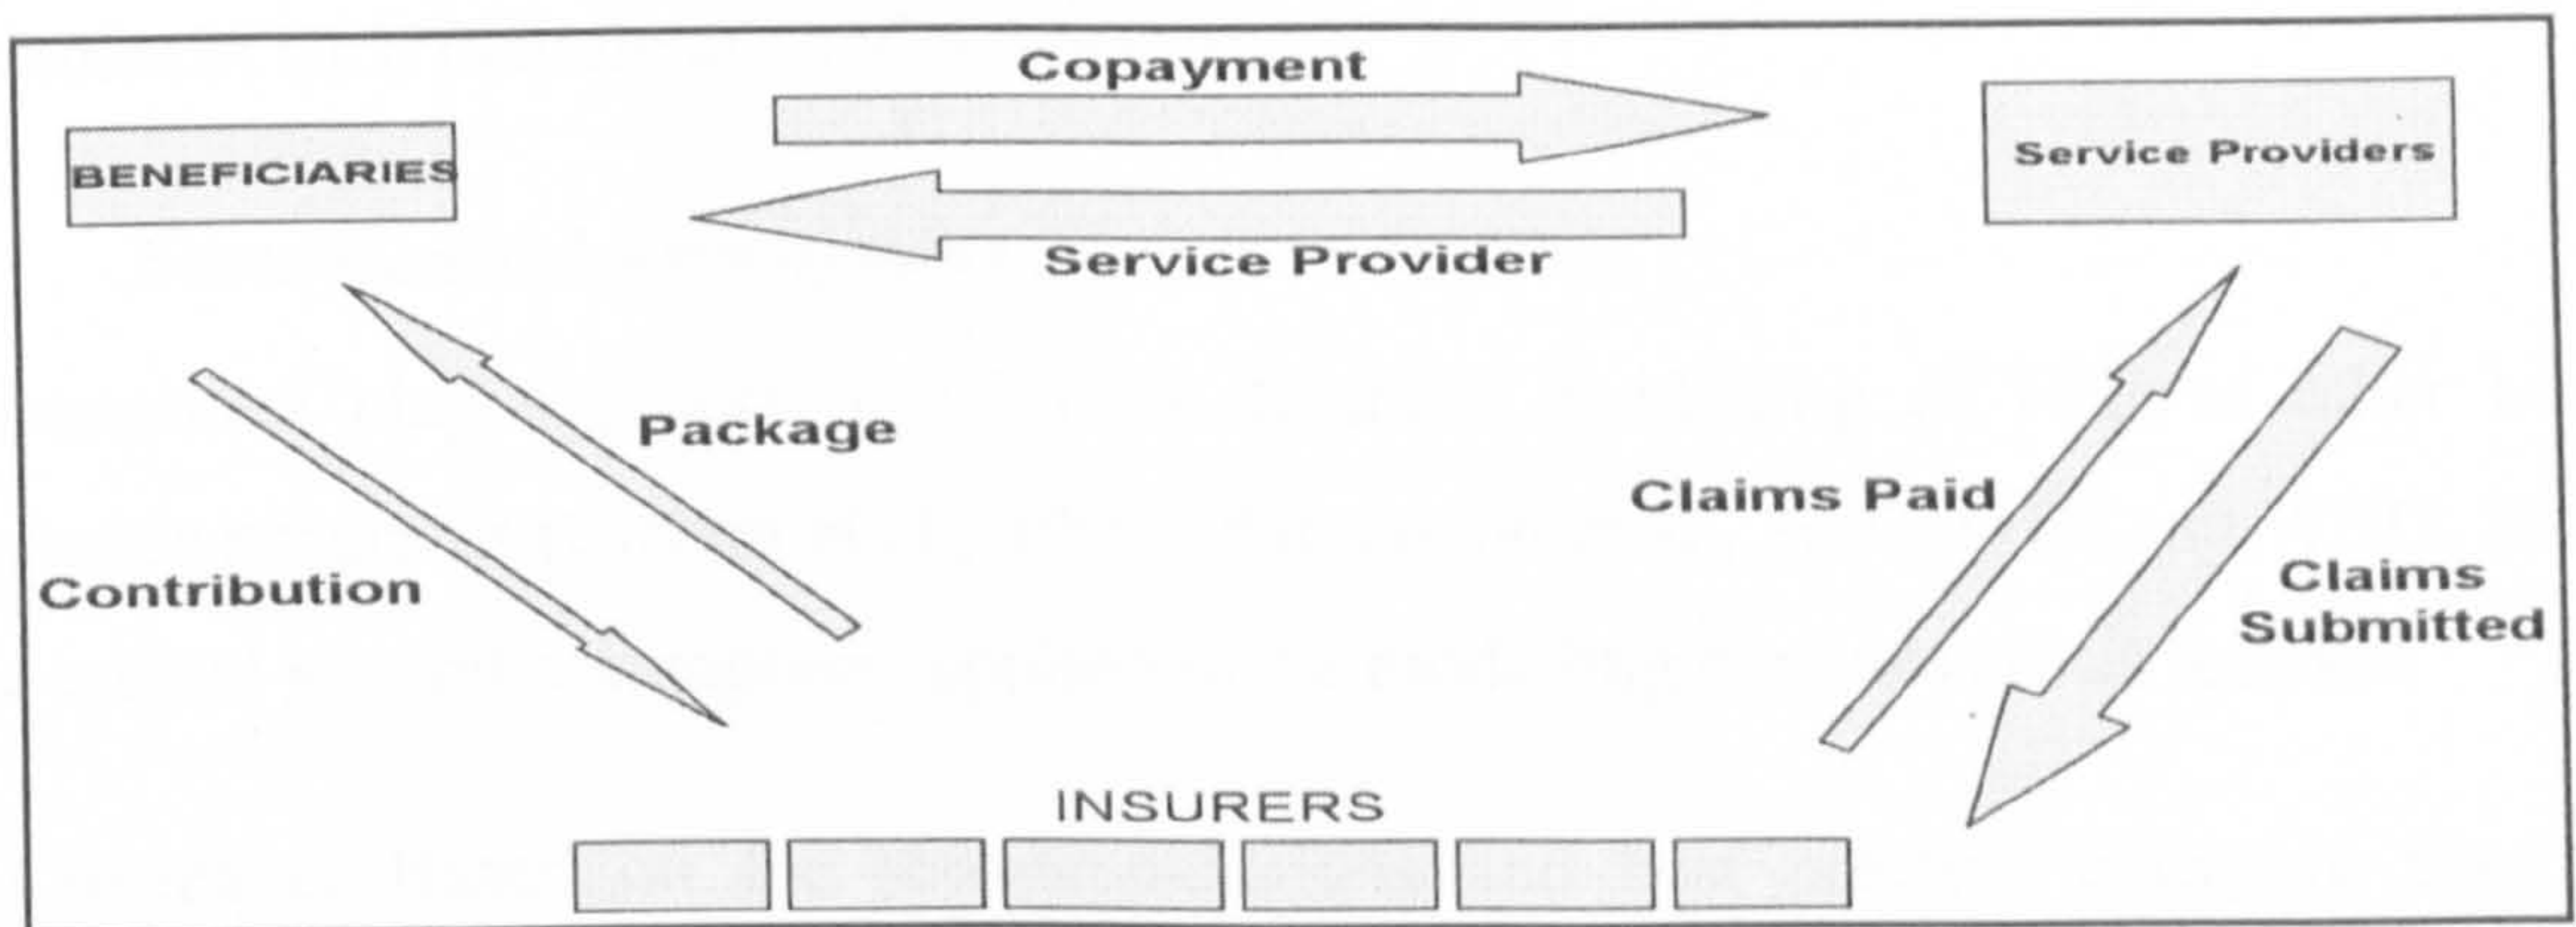 Copayment
BENEFICIARIES
Service Providers
Service Provider
Package
Claims Paid
Contribution
Claims
Submitted
INSURERS